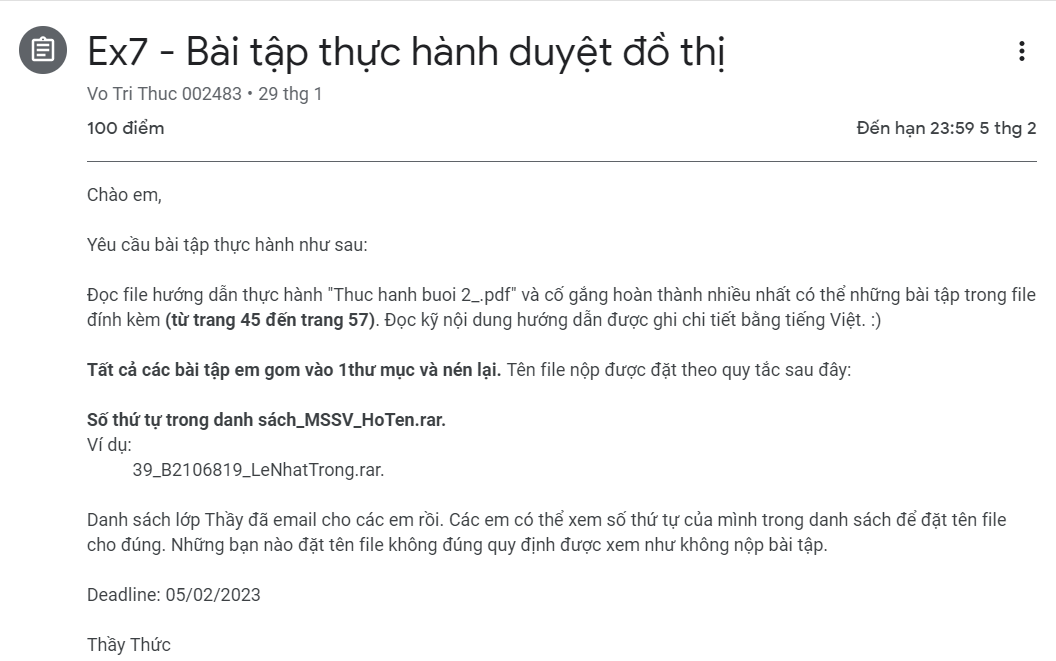 Ex7 - Bài tập thực hành duyệt đồ thị
Vo Tri Thuc 002483 • 29 thg 1
100 điểm
Đến hạn 23:59 5 thg 2
Chào em,
Yêu cầu bài tập thực hành như sau:
Đọc file hướng dẫn thực hành "Thuc hanh buoi 2_.pdf" và cố gắng hoàn thành nhiều nhất có thể những bài tập trong file
đính kèm (từ trang 45 đến trang 57). Đọc kỹ nội dung hướng dẫn được ghi chi tiết bằng tiếng Việt. :)
Tất cả các bài tập em gom vào 1thư mục và nén lại. Tên file nộp được đặt theo quy tắc sau đây:
Số thứ tự trong danh sách_MSSV_HoTen.rar.
Ví dụ:
39_B2106819_LeNhatTrong.rar.
Danh sách lớp Thầy đã email cho các em rồi. Các em có thể xem số thứ tự của mình trong danh sách để đặt tên file
cho đúng. Những bạn nào đặt tên file không đúng quy định được xem như không nộp bài tập.
Deadline: 05/02/2023
Thầy Thức